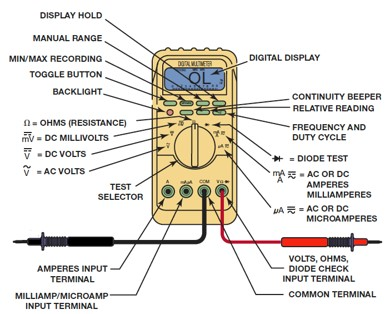 DISPLAY HOLD
MANUAL RANGE
MIN/MAX RECORDING
TOGGLE BUTTON
BACKLIGHT
DIGITAL MULTIMETER
OL
DIGITAL DISPLAY
CONTINUITY BEEPER
RELATIVE READING
FREQUENCY AND
DUTY CYCLE
Ω = OHMS (RESISTANCE)
mV = DC MILLIVOLTS
V = DC VOLTS
V = AC VOLTS
TEST
SELECTOR
= DIODE TEST
mA
A
= AC OR DC
AMPERES
MILLIAMPERES
µA = AC OR DC
MICROAMPERES
A
mAµA
COM
VΩ
AMPERES INPUT
TERMINAL
MILLIAMP/MICROAMP
INPUT TERMINAL
VOLTS, OHMS,
DIODE CHECK
INPUT TERMINAL
COMMON TERMINAL